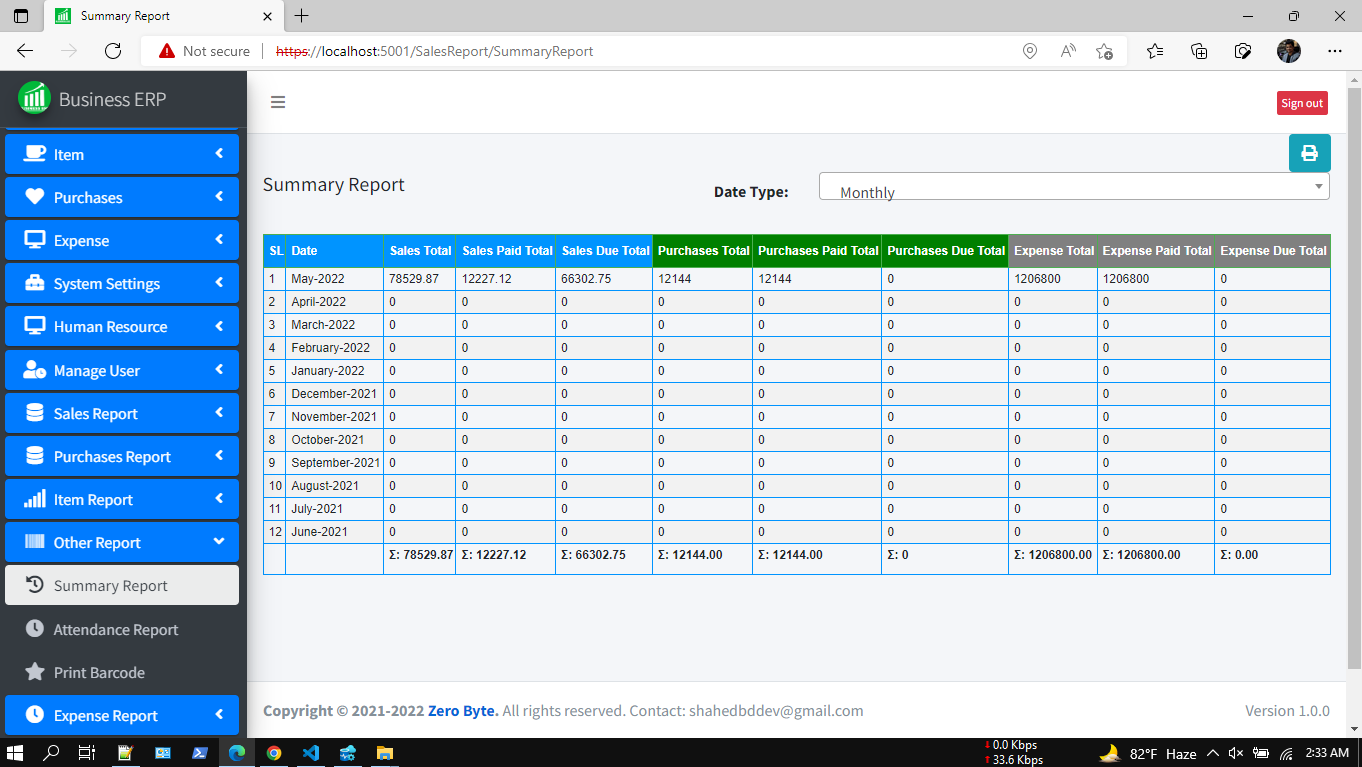 Summary Report
Not secure https://localhost:5001/SalesReport/SummaryReport
Business ERP
Sign out
Item
Purchases
Expense
System Settings
Human Resource
Manage User
Sales Report
Purchases Report
Item Report
Other Report
Summary Report
Attendance Report
Print Barcode
Expense Report
Summary Report
Date Type: Monthly
SL Date Sales Total Sales Paid Total Sales Due Total Purchases Total Purchases Paid Total Purchases Due Total Expense Total Expense Paid Total Expense Due Total
1 May-2022 78529.87 12227.12 66302.75 12144 12144 0 1206800 1206800 0
2 April-2022 0 0 0 0 0 0 0 0 0
3 March-2022 0 0 0 0 0 0 0 0 0
4 February-2022 0 0 0 0 0 0 0 0 0
5 January-2022 0 0 0 0 0 0 0 0 0
6 December-2021 0 0 0 0 0 0 0 0 0
7 November-2021 0 0 0 0 0 0 0 0 0
8 October-2021 0 0 0 0 0 0 0 0 0
9 September-2021 0 0 0 0 0 0 0 0 0
10 August-2021 0 0 0 0 0 0 0 0 0
11 July-2021 0 0 0 0 0 0 0 0 0
12 June-2021 0 0 0 0 0 0 0 0 0
Σ: 78529.87 Σ: 12227.12 Σ: 66302.75 Σ: 12144.00 Σ: 12144.00 Σ: 0 Σ: 1206800.00 Σ: 1206800.00 Σ: 0.00
Copyright © 2021-2022 Zero Byte. All rights reserved. Contact: shahedbddev@gmail.com Version 1.0.0
0.0 Kbps
33.6 Kbps
82°F Haze 2:33 AM